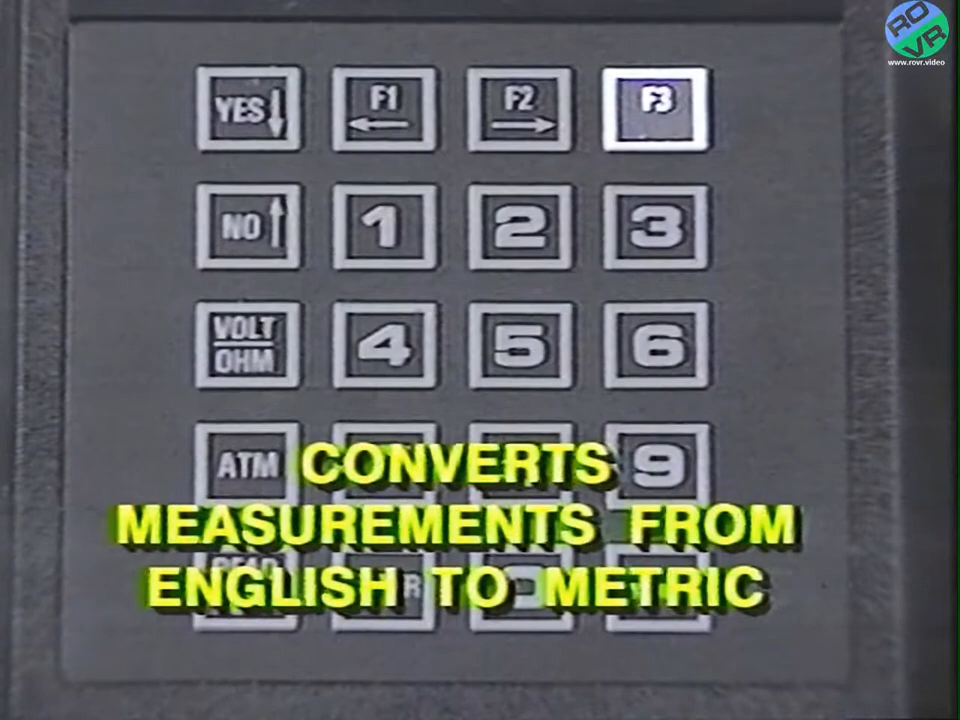 RO
VR
www.rovr.video
YES↓ F1 ← F2 → F3
NO↑ 1 2 3
VOLT
OHM
4 5 6
ATM 9
CONVERTS
MEASUREMENTS FROM
ENGLISH TO METRIC